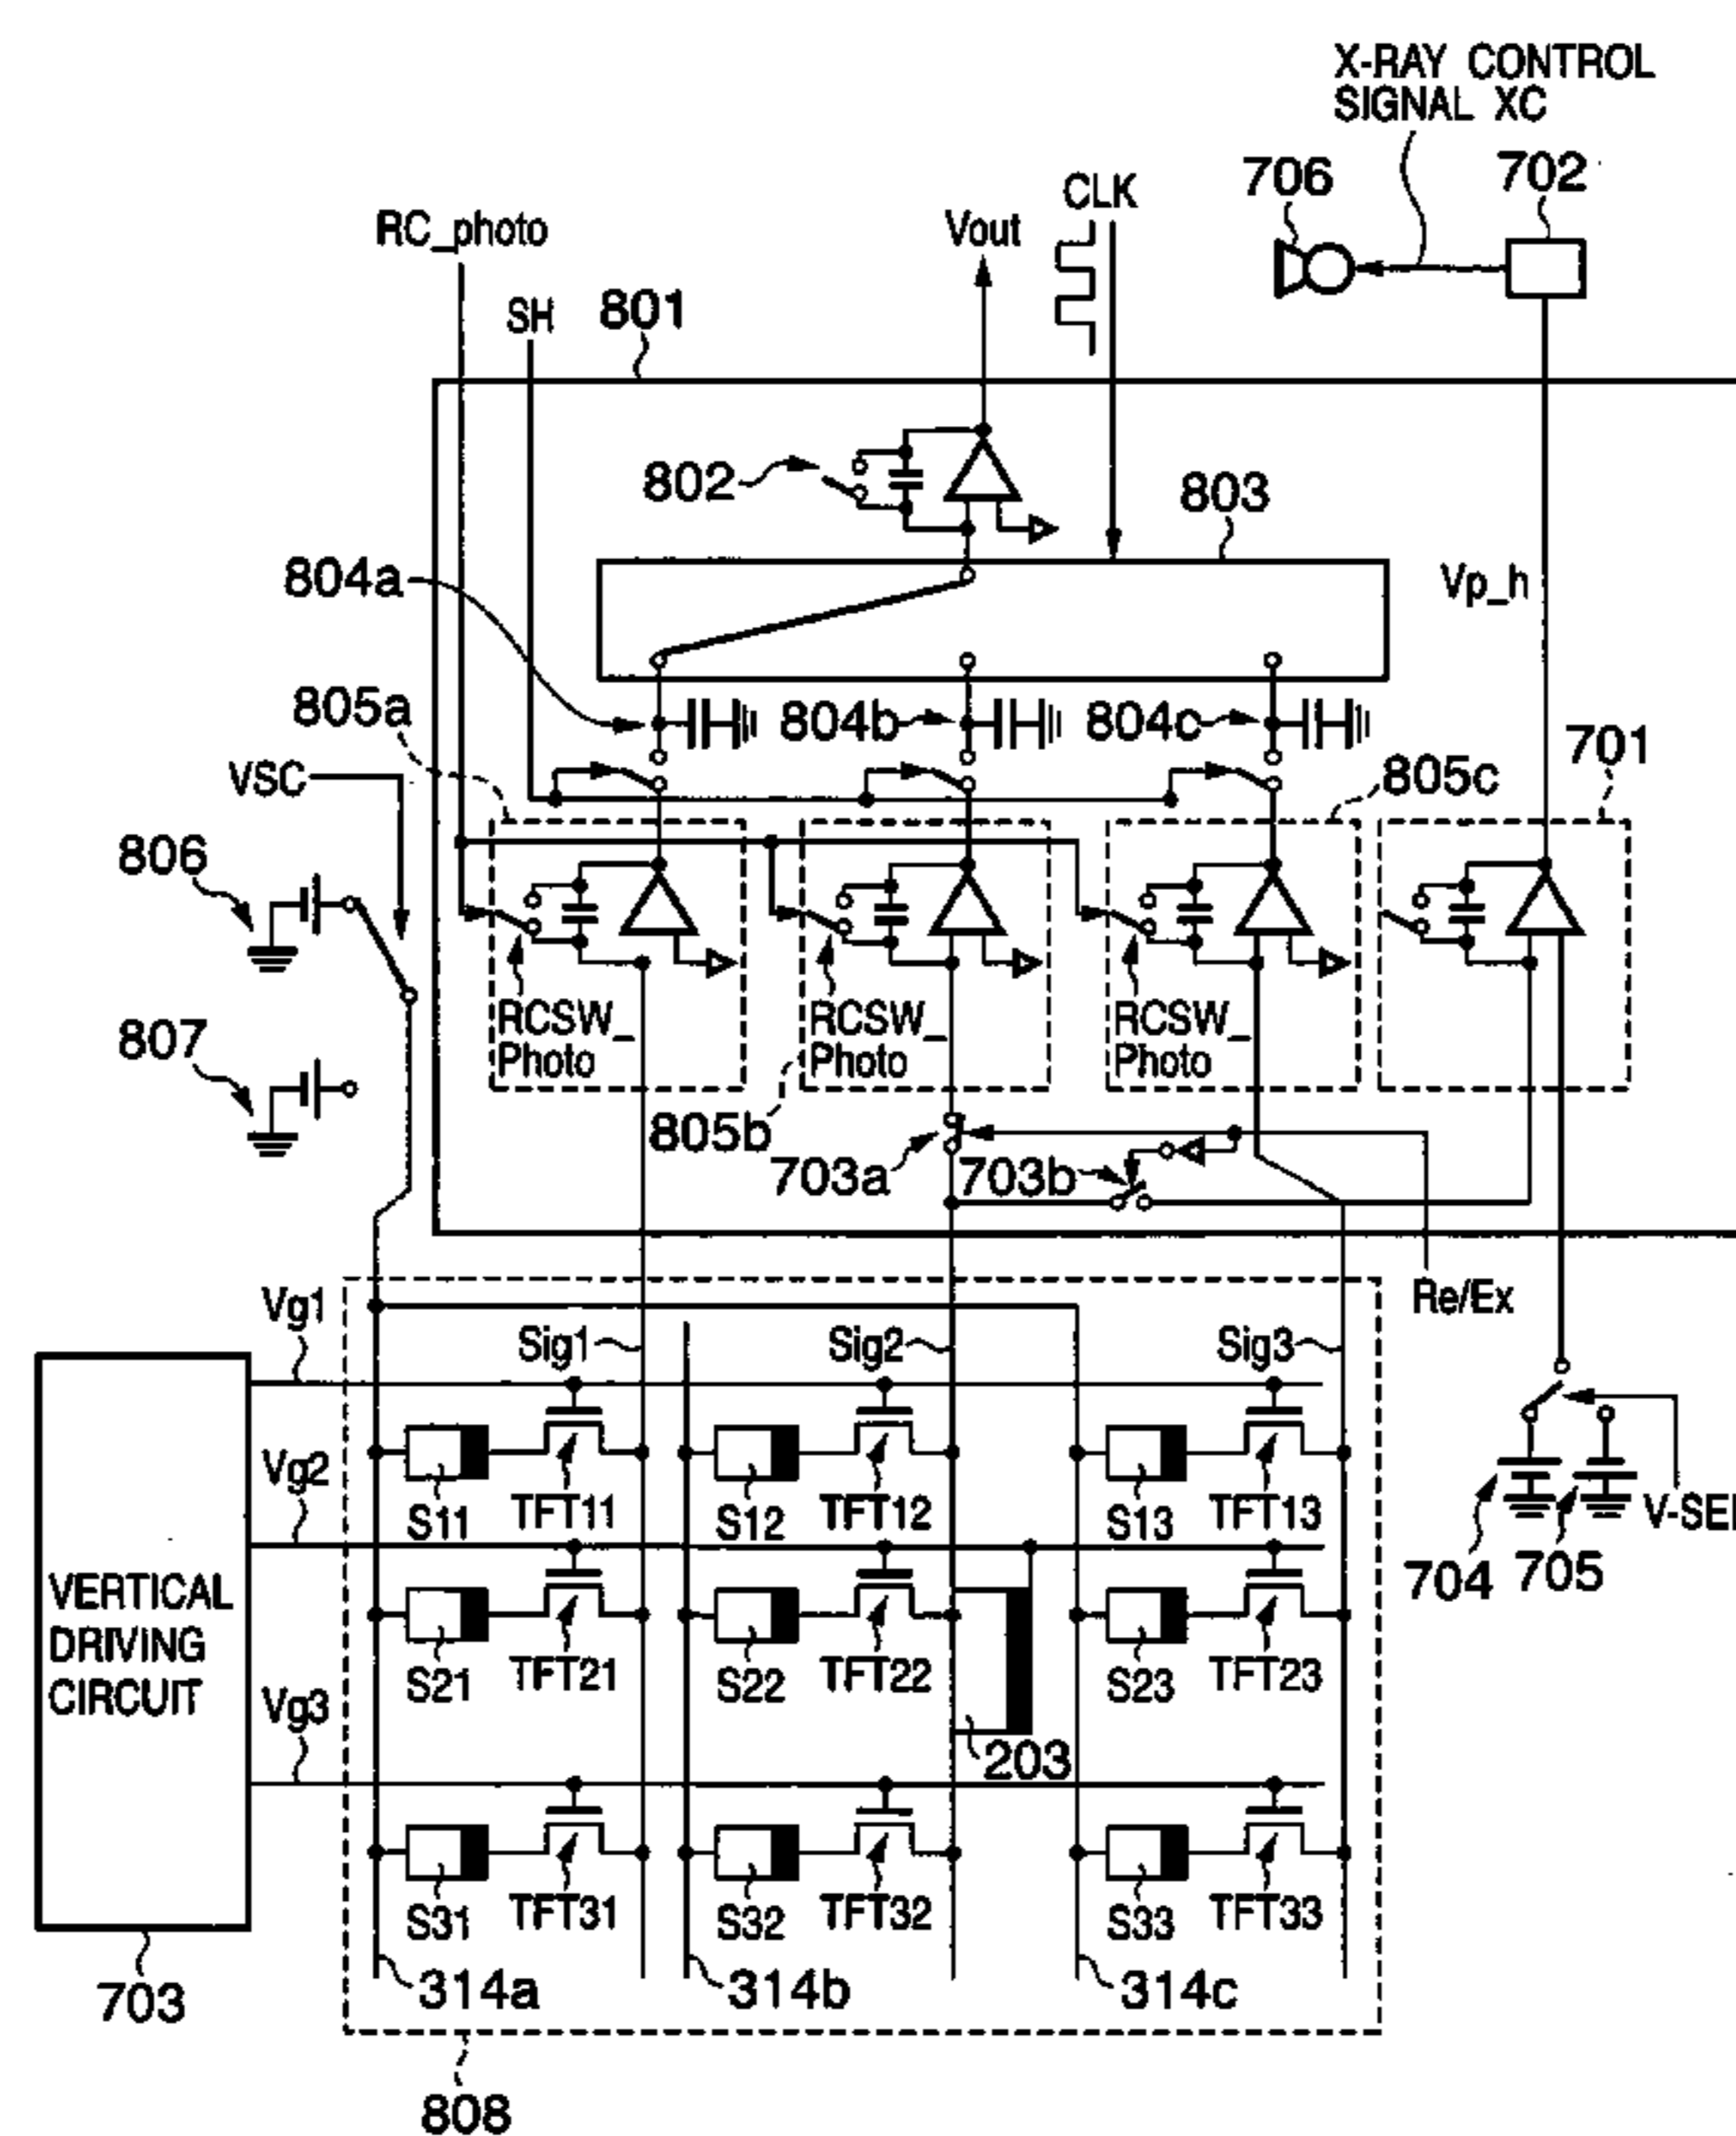 X-RAY CONTROL
SIGNAL XC
706
702
CLK
RC_photo
Vout
SH
801
802
803
804a
Vp_h
805a
804b
804c
701
VSC
805c
806
RCSW_
Photo
RCSW_
Photo
RCSW_
Photo
807
805b
703a
703b
Re/Ex
Vg1
Sig1
Sig2
Sig3
Vg2
S11
TFT11
S12
TFT12
S13
TFT13
V-SEL
704
705
VERTICAL
DRIVING
CIRCUIT
S21
TFT21
S22
TFT22
S23
TFT23
Vg3
203
S31
TFT31
S32
TFT32
S33
TFT33
703
314a
314b
314c
808